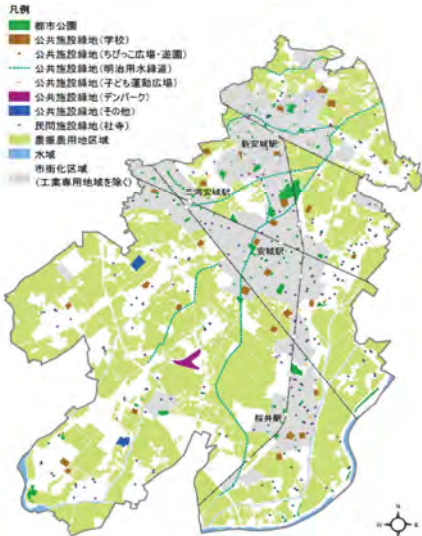 凡例
都市公園
公共施設緑地(学校)
公共施設緑地(ちびっこ広場・遊園)
公共施設緑地(明治用水緑道)
公共施設緑地(子ども運動広場)
公共施設緑地(デンパーク)
公共施設緑地(その他)
民間施設緑地(社寺)
農振農用地区域
水域
市街化区域
(工業専用地域を除く)
新安城駅
三河安城駅
安城駅
桜井駅
N